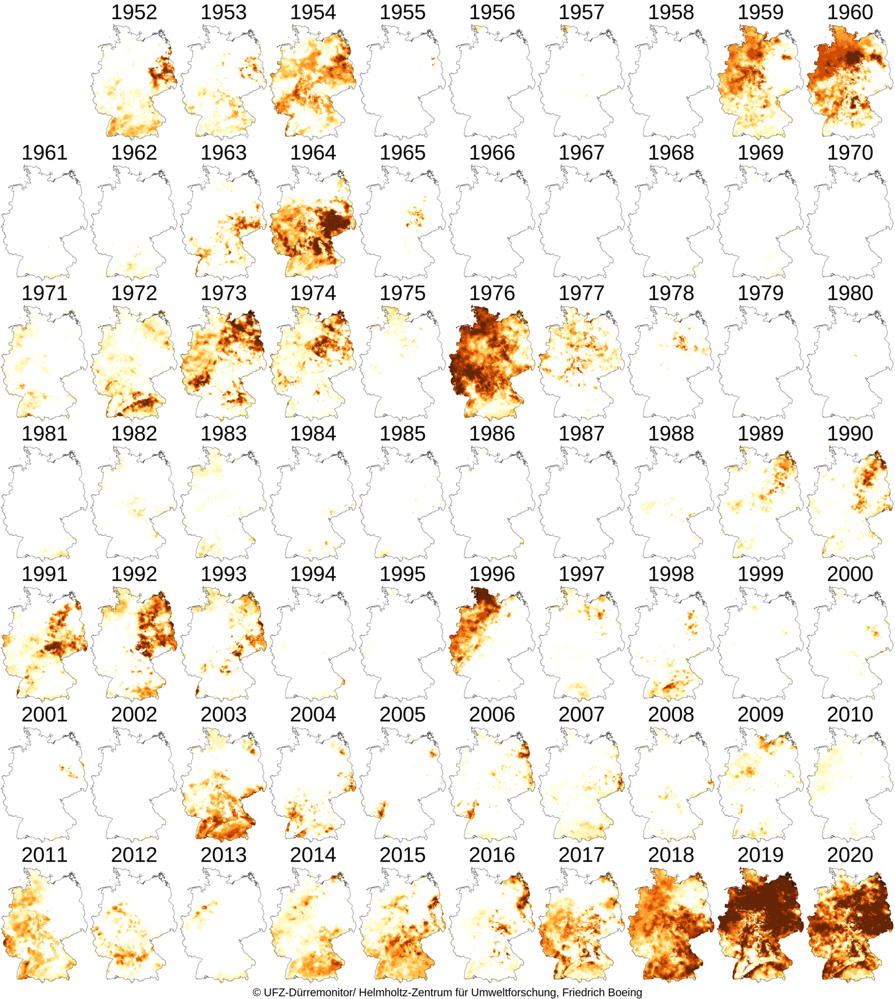 1952 1953 1954 1955 1956 1957 1958 1959 1960
1961 1962 1963 1964 1965 1966 1967 1968 1969 1970
1971 1972 1973 1974 1975 1976 1977 1978 1979 1980
1981 1982 1983 1984 1985 1986 1987 1988 1989 1990
1991 1992 1993 1994 1995 1996 1997 1998 1999 2000
2001 2002 2003 2004 2005 2006 2007 2008 2009 2010
2011 2012 2013 2014 2015 2016 2017 2018 2019 2020
© UFZ-Dürremonitor/ Helmholtz-Zentrum für Umweltforschung, Friedrich Boeing